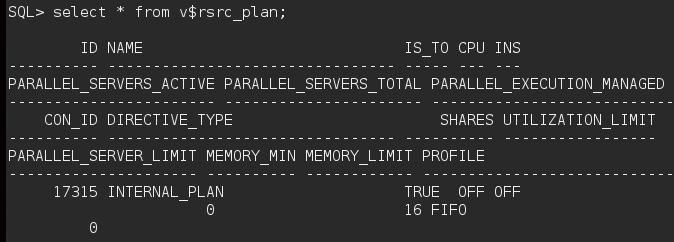 SQL> select * from v$rsrc_plan;
        ID NAME                             IS_TO CPU INS
---------- -------------------------------- ----- --- ---
PARALLEL_SERVERS_ACTIVE PARALLEL_SERVERS_TOTAL PARALLEL_EXECUTION_MANAGED
----------------------- ---------------------- --------------------------
    CON_ID DIRECTIVE_TYPE                       SHARES UTILIZATION_LIMIT
---------- -------------------------------- ---------- -----------------
PARALLEL_SERVER_LIMIT MEMORY_MIN MEMORY_LIMIT PROFILE
--------------------- ---------- ------------ --------------------------
     17315 INTERNAL_PLAN                    TRUE  OFF OFF
                      0                     16 FIFO
         0